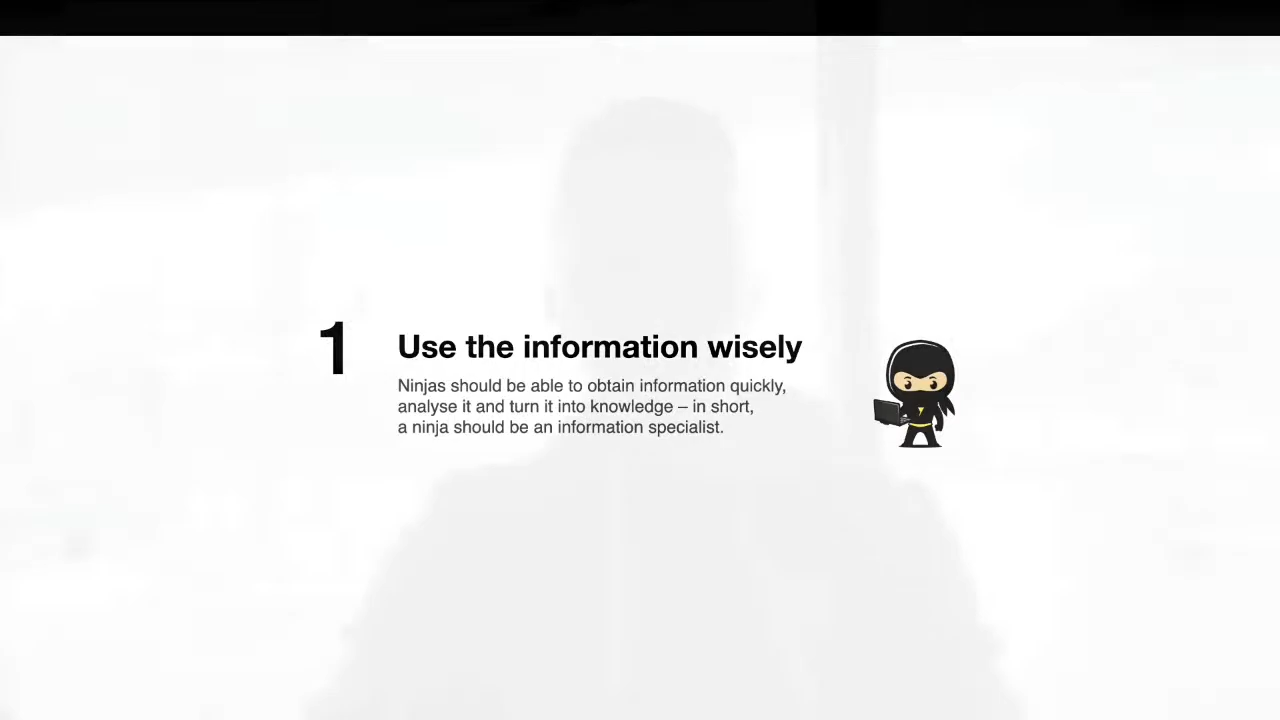 1
Use the information wisely
Ninjas should be able to obtain information quickly,
analyse it and turn it into knowledge – in short,
a ninja should be an information specialist.